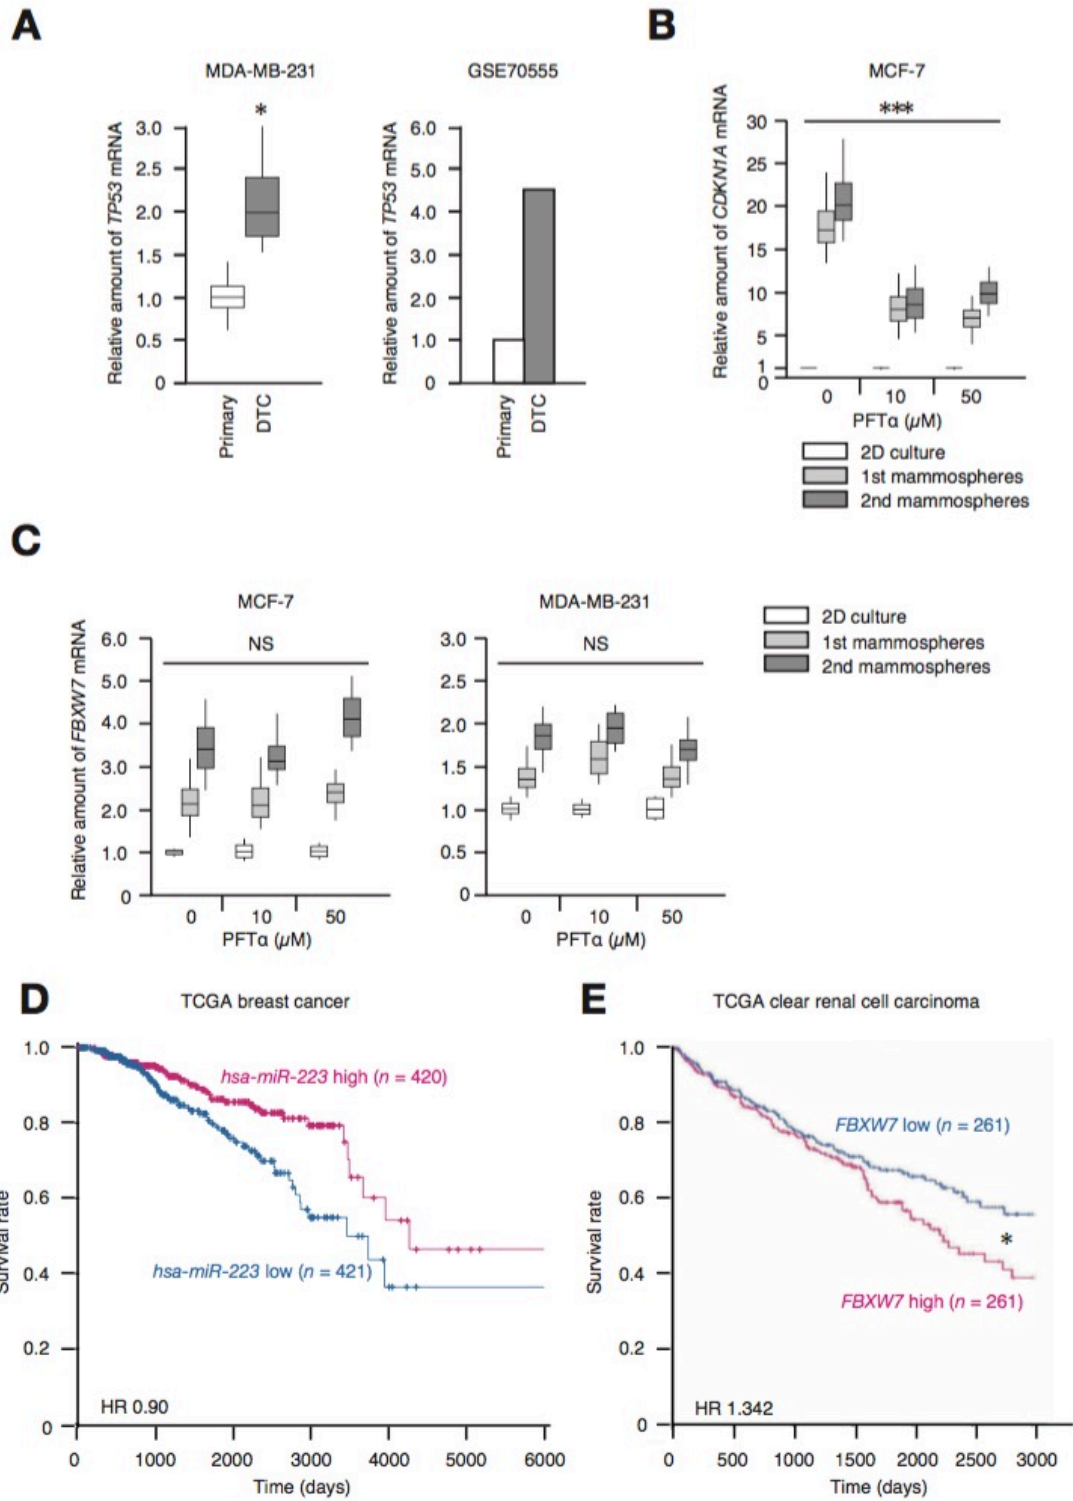 A
MDA-MB-231
*
Relative amount of TP53 mRNA
3.0
2.5
2.0
1.5
1.0
0.5
0
Primary
DTC
GSE70555
Relative amount of TP53 mRNA
6.0
5.0
4.0
3.0
2.0
1.0
0
Primary
DTC
B
MCF-7
***
Relative amount of CDKN1A mRNA
30
25
20
15
10
5
1
0
0 10 50
PFTα (μM)
2D culture
1st mammospheres
2nd mammospheres
C
MCF-7
NS
Relative amount of FBXW7 mRNA
6.0
5.0
4.0
3.0
2.0
1.0
0
0 10 50
PFTα (μM)
MDA-MB-231
NS
3.0
2.5
2.0
1.5
1.0
0.5
0
0 10 50
PFTα (μM)
2D culture
1st mammospheres
2nd mammospheres
D
TCGA breast cancer
Survival rate
1.0
0.8
0.6
0.4
0.2
0
hsa-miR-223 high (n = 420)
hsa-miR-223 low (n = 421)
HR 0.90
0 1000 2000 3000 4000 5000 6000
Time (days)
E
TCGA clear renal cell carcinoma
Survival rate
1.0
0.8
0.6
0.4
0.2
0
FBXW7 low (n = 261)
*
FBXW7 high (n = 261)
HR 1.342
0 500 1000 1500 2000 2500 3000
Time (days)